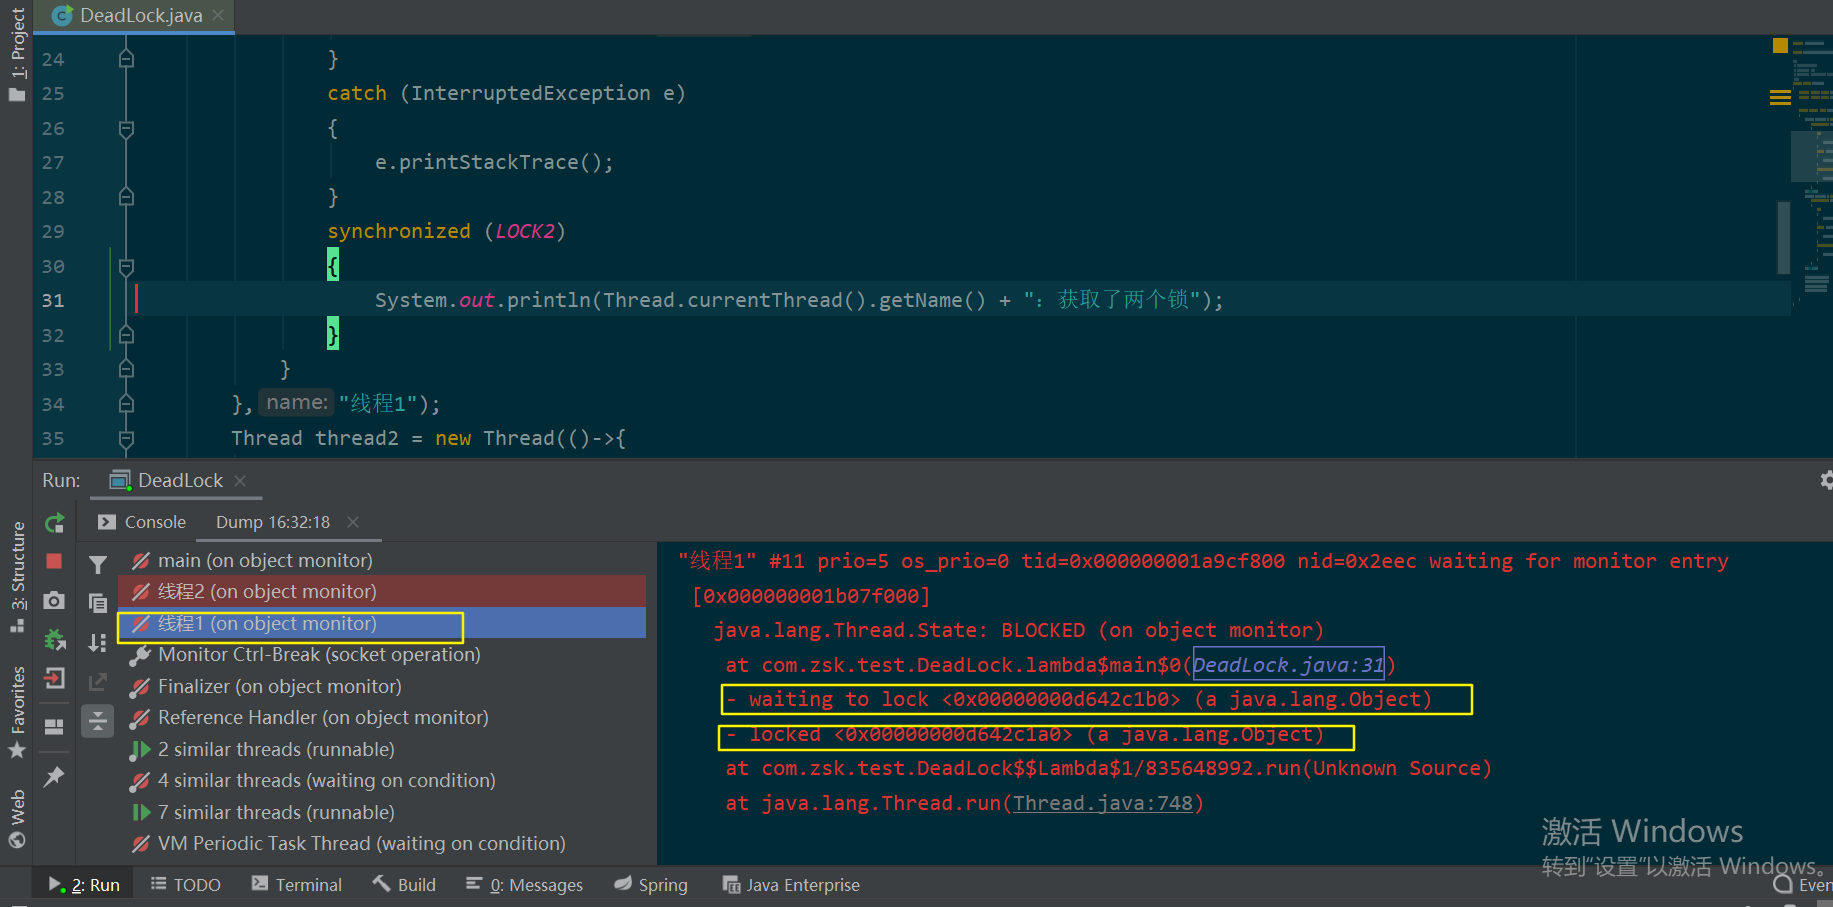 DeadLock.java
1: Project
24 }
25 catch (InterruptedException e)
26 {
27 e.printStackTrace();
28 }
29 synchronized (LOCK2)
30 {
31 System.out.println(Thread.currentThread().getName() + "：获取了两个锁");
32 }
33 }
34 }, name: "线程1");
35 Thread thread2 = new Thread(()->{
Run: DeadLock
Console Dump 16:32:18
3: Structure
Favorites
Web
main (on object monitor)
线程2 (on object monitor)
线程1 (on object monitor)
Monitor Ctrl-Break (socket operation)
Finalizer (on object monitor)
Reference Handler (on object monitor)
2 similar threads (runnable)
4 similar threads (waiting on condition)
7 similar threads (runnable)
VM Periodic Task Thread (waiting on condition)
"线程1" #11 prio=5 os_prio=0 tid=0x000000001a9cf800 nid=0x2eec waiting for monitor entry
[0x000000001b07f000]
java.lang.Thread.State: BLOCKED (on object monitor)
at com.zsk.test.DeadLock.lambda$main$0(DeadLock.java:31)
- waiting to lock <0x00000000d642c1b0> (a java.lang.Object)
- locked <0x00000000d642c1a0> (a java.lang.Object)
at com.zsk.test.DeadLock$$Lambda$1/835648992.run(Unknown Source)
at java.lang.Thread.run(Thread.java:748)
激活 Windows
转到“设置”以激活 Windows。
2: Run TODO Terminal Build 0: Messages Spring Java Enterprise Even